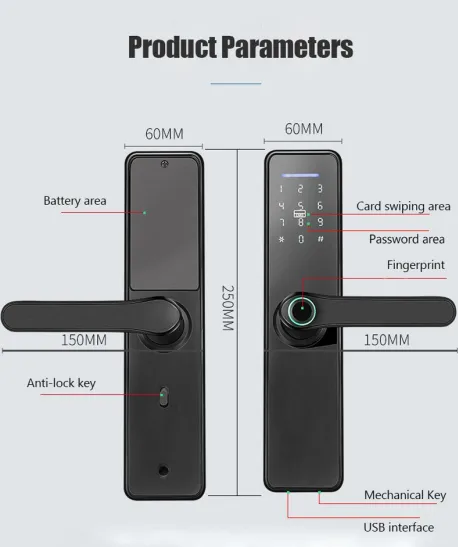 Product Parameters
60MM
60MM
Battery area
1 2 3
4 5 6
7 8 9
* 0 #
Card swiping area
Password area
Fingerprint
250MM
150MM
150MM
Anti-lock key
Mechanical Key
USB interface